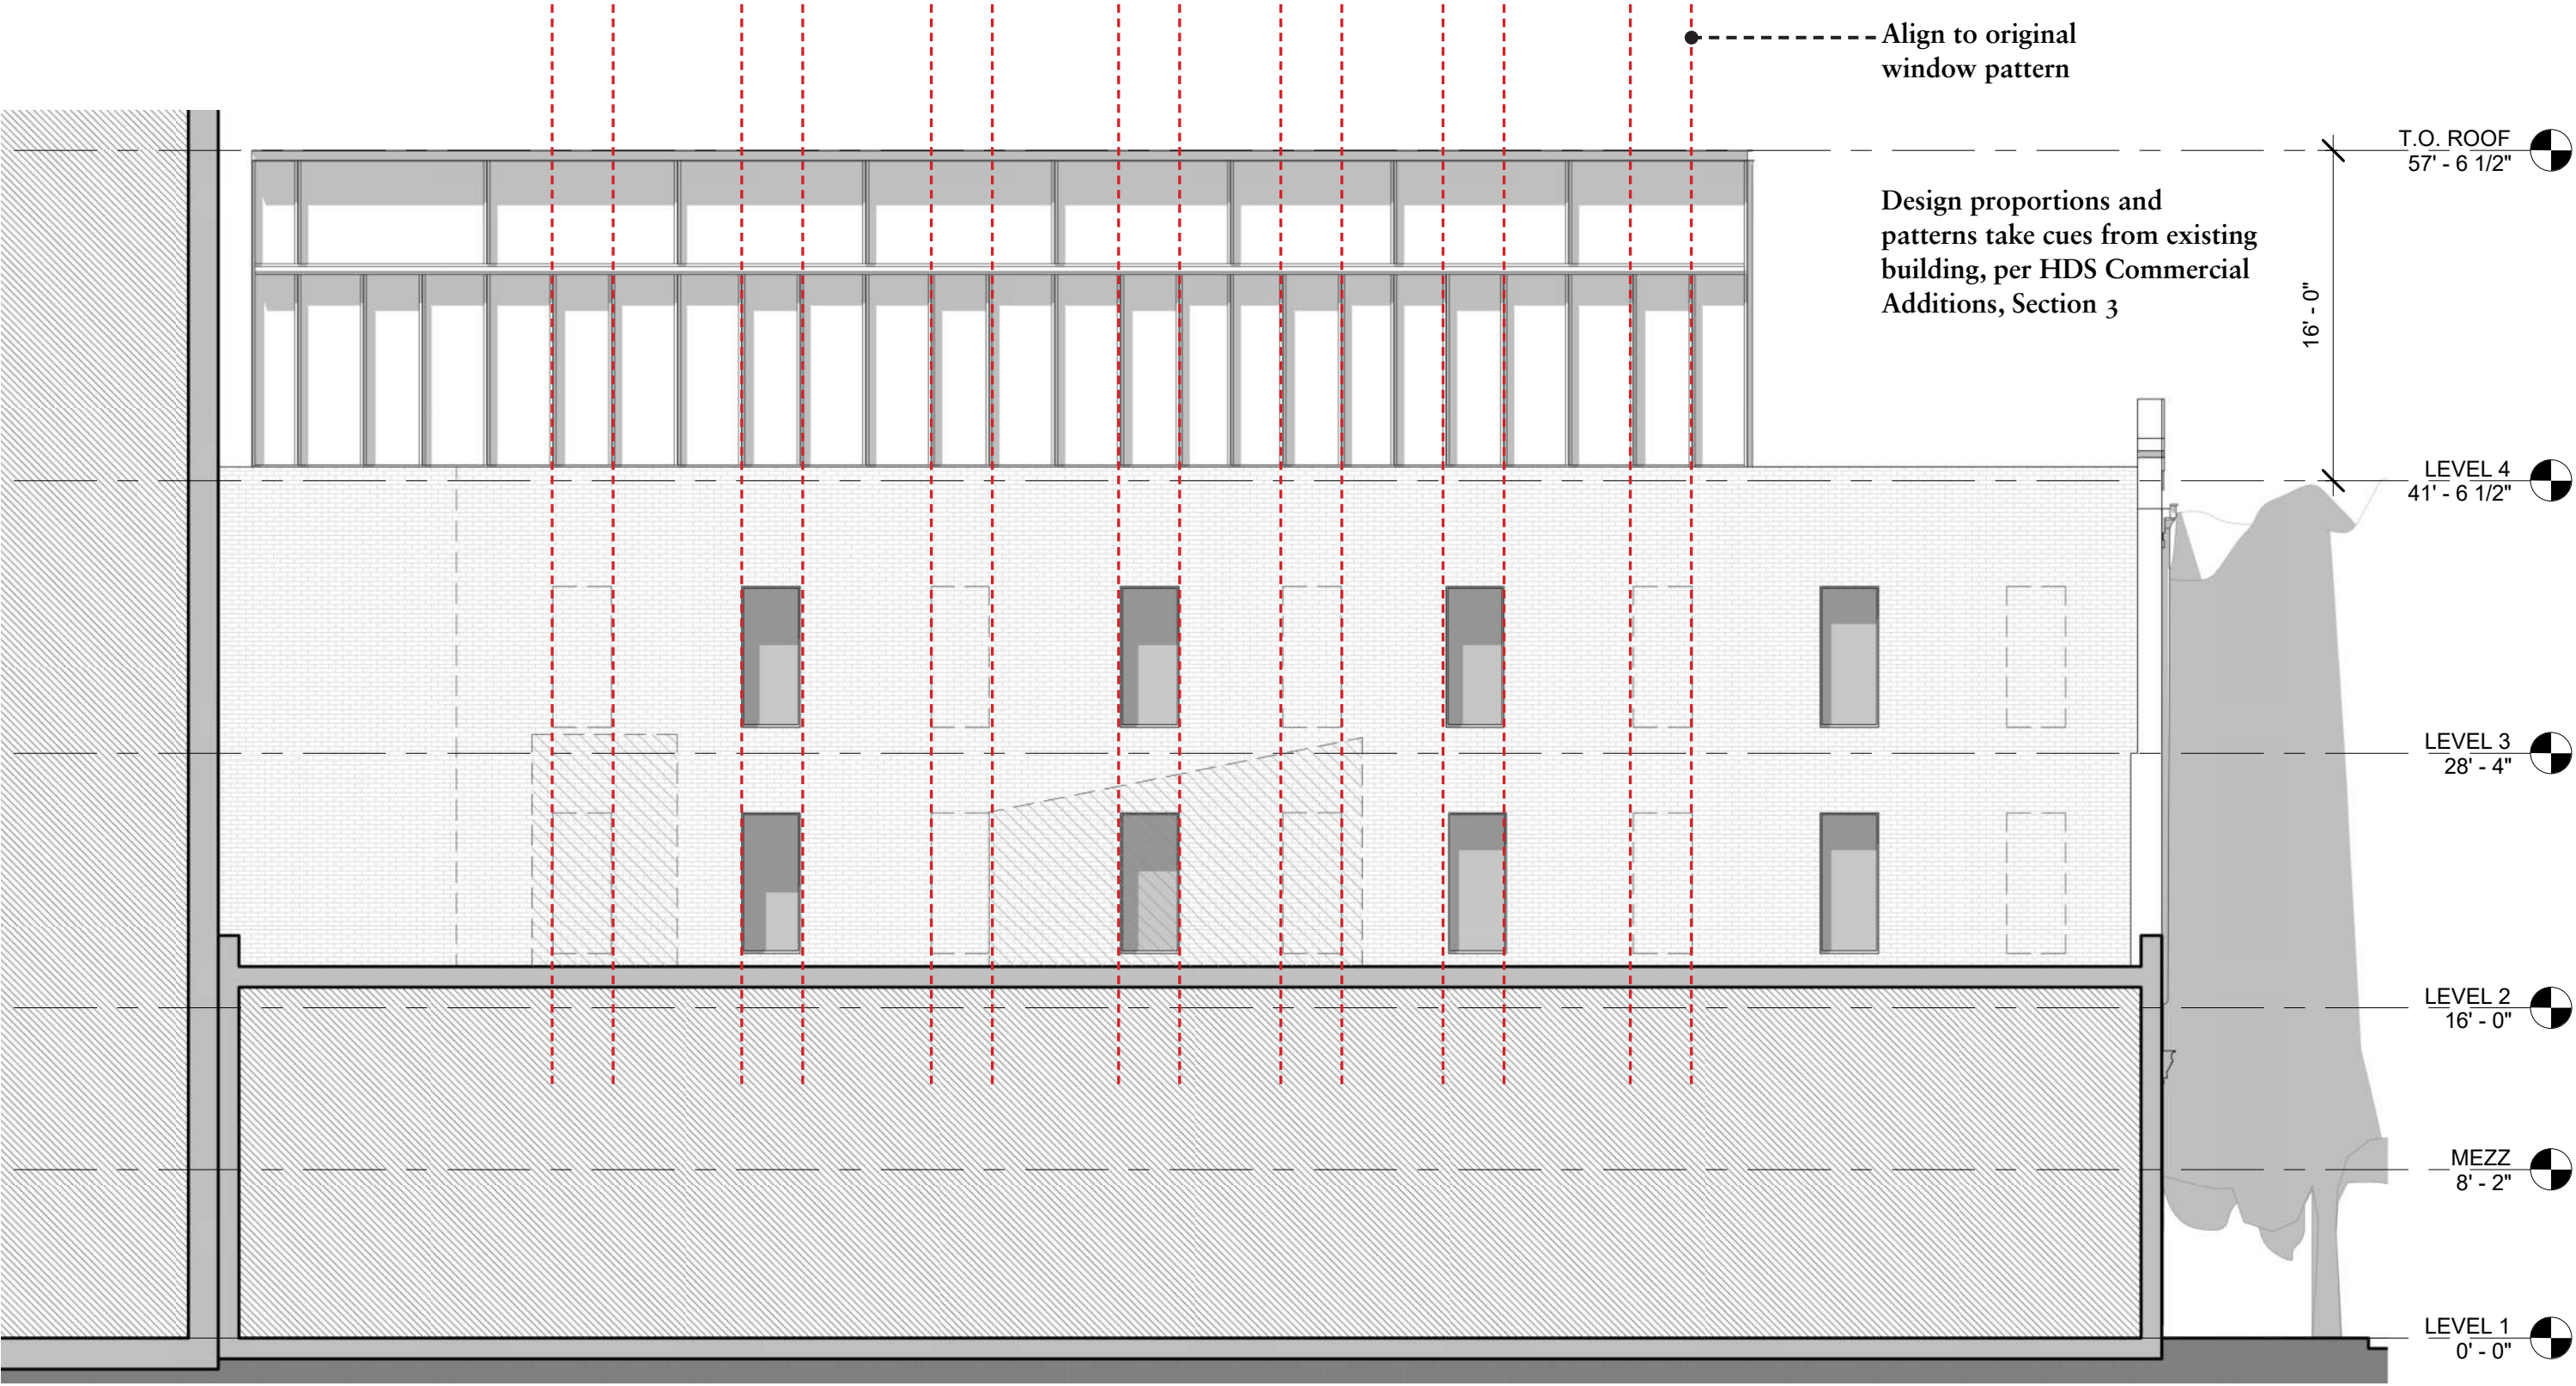 Align to original
window pattern
T.O. ROOF
57' - 6 1/2"
Design proportions and
patterns take cues from existing
building, per HDS Commercial
Additions, Section 3
16' - 0"
LEVEL 4
41' - 6 1/2"
LEVEL 3
28' - 4"
LEVEL 2
16' - 0"
MEZZ
8' - 2"
LEVEL 1
0' - 0"